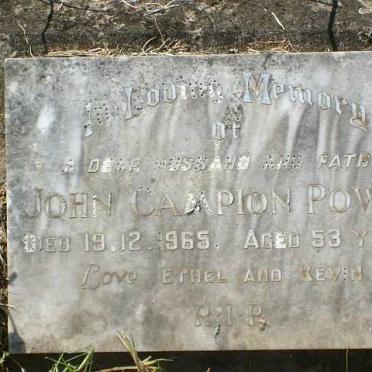 In Loving Memory
of
A DEAR HUSBAND AND FATH
JOHN CAMPION POW
DIED 19.12.1965. AGED 53 Y
Love ETHEL AND KEVIN
R.I.P.